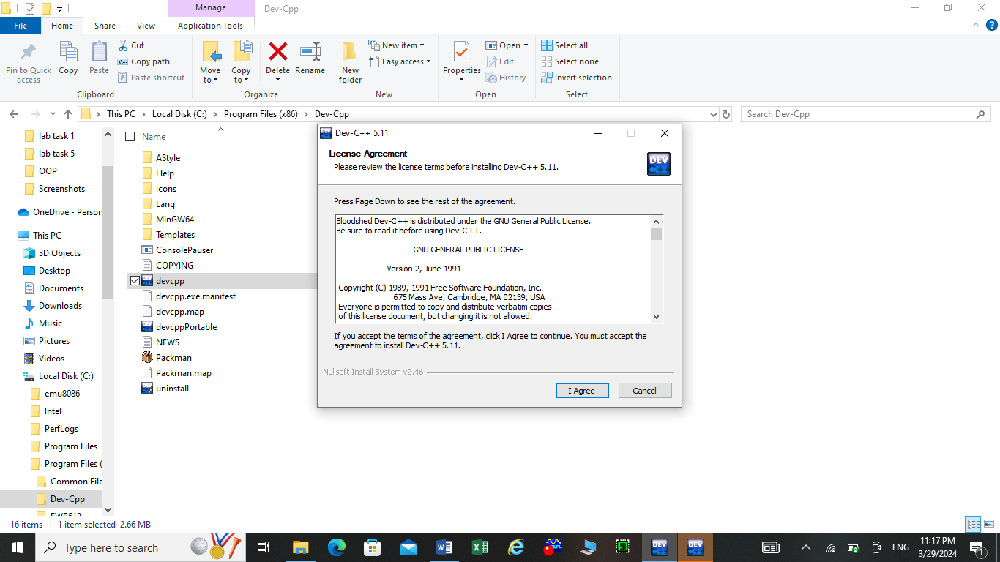 Manage
Dev-Cpp
File
Home
Share
View
Application Tools
Pin to Quick
access
Copy
Paste
Cut
Copy path
Paste shortcut
Clipboard
Move
to
Copy
to
Delete
Rename
Organize
New
folder
New item
Easy access
New
Properties
Open
Edit
History
Open
Select all
Select none
Invert selection
Select
This PC
Local Disk (C:)
Program Files (x86)
Dev-Cpp
Search Dev-Cpp
lab task 1
lab task 5
OOP
Screenshots
OneDrive - Person
This PC
3D Objects
Desktop
Documents
Downloads
Music
Pictures
Videos
Local Disk (C:)
emu8086
Intel
PerfLogs
Program Files
Program Files (
Common File
Dev-Cpp
EWB512
Name
AStyle
Help
Icons
Lang
MinGW64
Templates
ConsolePauser
COPYING
devcpp
devcpp.exe.manifest
devcpp.map
devcppPortable
NEWS
Packman
Packman.map
uninstall
Dev-C++ 5.11
License Agreement
Please review the license terms before installing Dev-C++ 5.11.
DEV
C++
Press Page Down to see the rest of the agreement.
Bloodshed Dev-C++ is distributed under the GNU General Public License.
Be sure to read it before using Dev-C++.
GNU GENERAL PUBLIC LICENSE
Version 2, June 1991
Copyright (C) 1989, 1991 Free Software Foundation, Inc.
675 Mass Ave, Cambridge, MA 02139, USA
Everyone is permitted to copy and distribute verbatim copies
of this license document, but changing it is not allowed.
If you accept the terms of the agreement, click I Agree to continue. You must accept the
agreement to install Dev-C++ 5.11.
Nullsoft Install System v2.46
I Agree
Cancel
16 items
1 item selected 2.66 MB
Type here to search
DEV
C++
DEV
C++
ENG
11:17 PM
3/29/2024
1